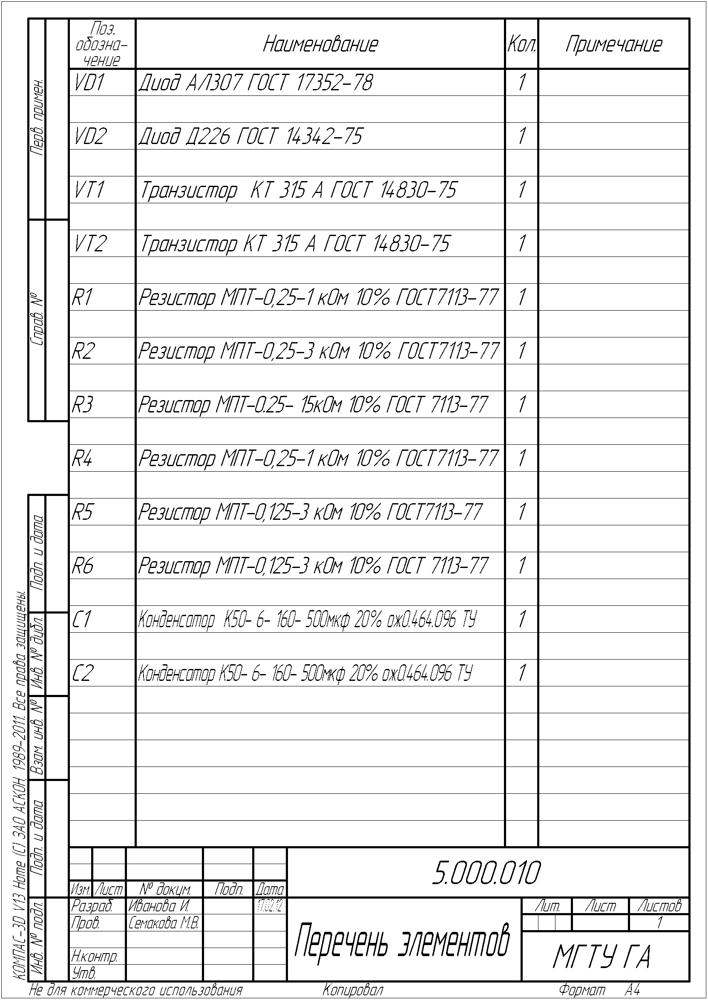 Поз. обозна- чение Наименование Кол. Примечание
VD1 Диод АЛ307 ГОСТ 17352-78 1
VD2 Диод Д226 ГОСТ 14342-75 1
VT1 Транзистор КТ 315 А ГОСТ 14830-75 1
VT2 Транзистор КТ 315 А ГОСТ 14830-75 1
R1 Резистор МПТ-0,25-1 кОм 10% ГОСТ7113-77 1
R2 Резистор МПТ-0,25-3 кОм 10% ГОСТ7113-77 1
R3 Резистор МПТ-0.25- 15кОм 10% ГОСТ 7113-77 1
R4 Резистор МПТ-0,25-1 кОм 10% ГОСТ7113-77 1
R5 Резистор МПТ-0,125-3 кОм 10% ГОСТ7113-77 1
R6 Резистор МПТ-0,125-3 кОм 10% ГОСТ 7113-77 1
C1 Конденсатор К50- 6- 160- 500мкф 20% ож0.464.096 ТУ 1
C2 Конденсатор К50- 6- 160- 500мкф 20% ож0.464.096 ТУ 1
Перв. примен.
Справ. №
Подп. и дата
Инв. № дубл.
Взам. инв. №
Подп. и дата
Инв. № подл.
КОМПАС-3D V13 Home (С) ЗАО АСКОН, 1989-2011. Все права защищены.
5.000.010
Изм. Лист № докум. Подп. Дата
Разраб. Иванова И. 17.02.12
Пров. Семакова М.В.
Н.контр.
Утв.
Перечень элементов
Лит. Лист Листов
1
МГТУ ГА
Не для коммерческого использования Копировал Формат А4